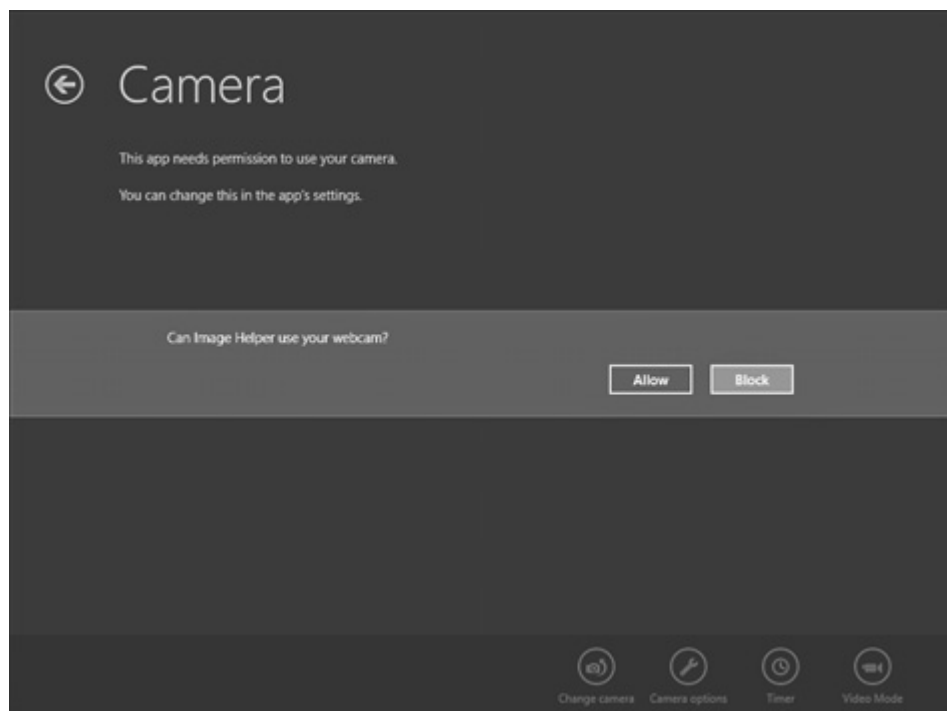 Camera
This app needs permission to use your camera.
You can change this in the app's settings.
Can Image Helper use your webcam?
Allow Block
Change camera Camera options Timer Video Mode